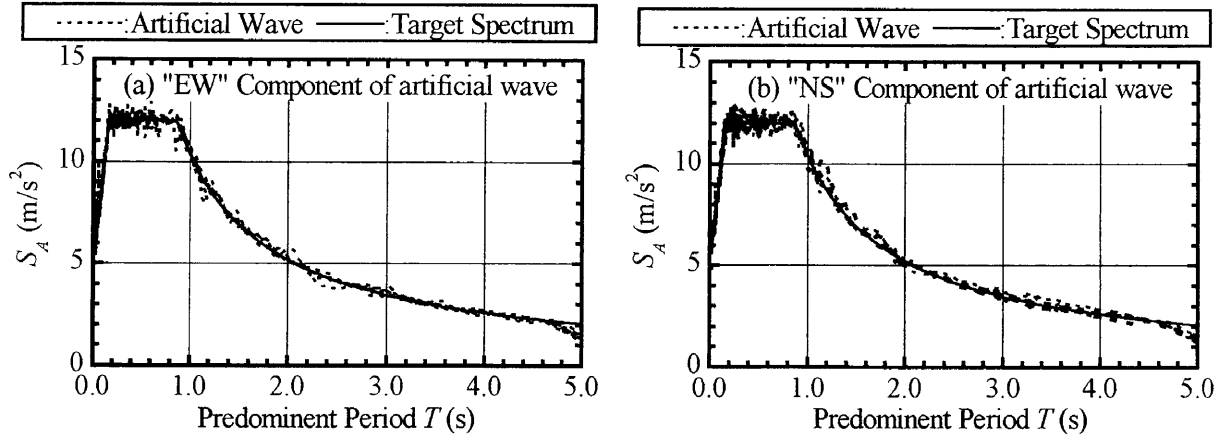 :Artificial Wave :Target Spectrum
15
(a) "EW" Component of artificial wave
10
5
0
S_A (m/s²)
0.0 1.0 2.0 3.0 4.0 5.0
Predominent Period T (s)
:Artificial Wave :Target Spectrum
15
(b) "NS" Component of artificial wave
10
5
0
S_A (m/s²)
0.0 1.0 2.0 3.0 4.0 5.0
Predominent Period T (s)